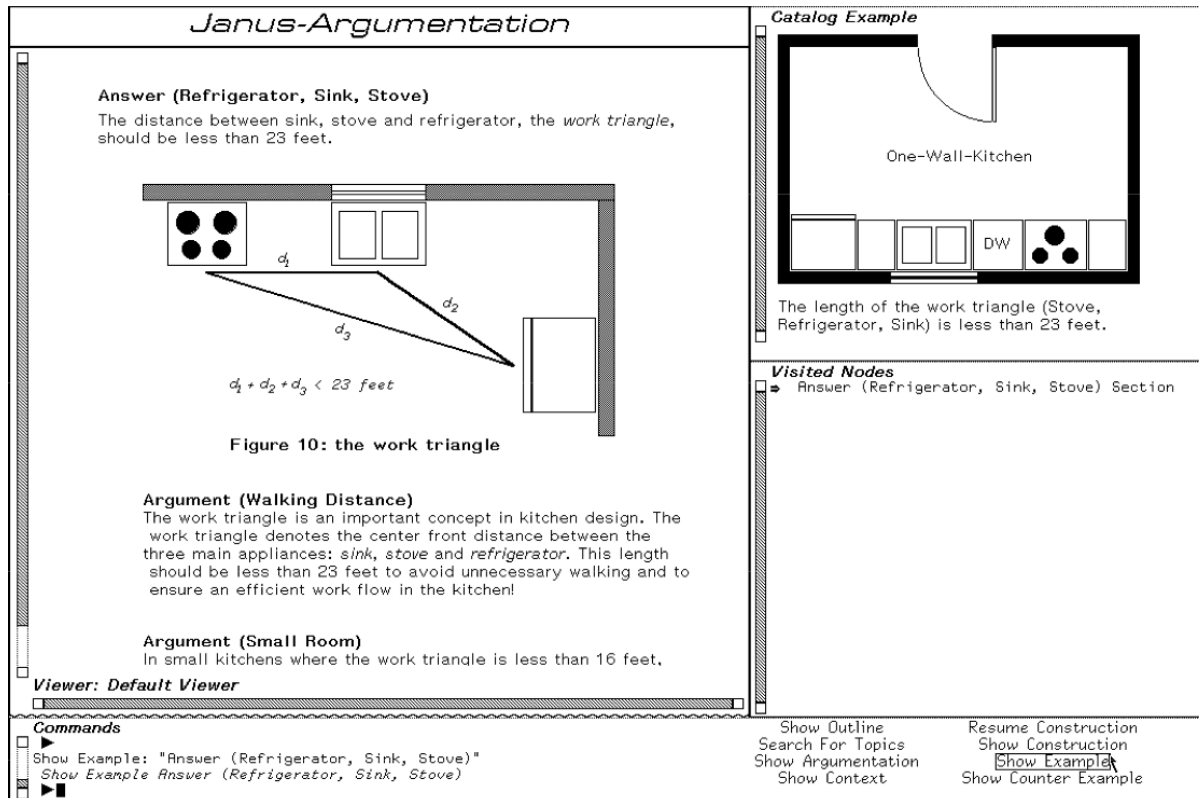 Janus-Argumentation
Answer (Refrigerator, Sink, Stove)
The distance between sink, stove and refrigerator, the work triangle,
should be less than 23 feet.
d1
d2
d3
d1 + d2 + d3 < 23 feet
Figure 10: the work triangle
Argument (Walking Distance)
The work triangle is an important concept in kitchen design. The
work triangle denotes the center front distance between the
three main appliances: sink, stove and refrigerator. This length
should be less than 23 feet to avoid unnecessary walking and to
ensure an efficient work flow in the kitchen!
Argument (Small Room)
In small kitchens where the work triangle is less than 16 feet,
Viewer: Default Viewer
Catalog Example
One-Wall-Kitchen
DW
The length of the work triangle (Stove,
Refrigerator, Sink) is less than 23 feet.
Visited Nodes
Answer (Refrigerator, Sink, Stove) Section
Commands
Show Example: "Answer (Refrigerator, Sink, Stove)"
Show Example Answer (Refrigerator, Sink, Stove)
Show Outline
Search For Topics
Show Argumentation
Show Context
Resume Construction
Show Construction
Show Example
Show Counter Example